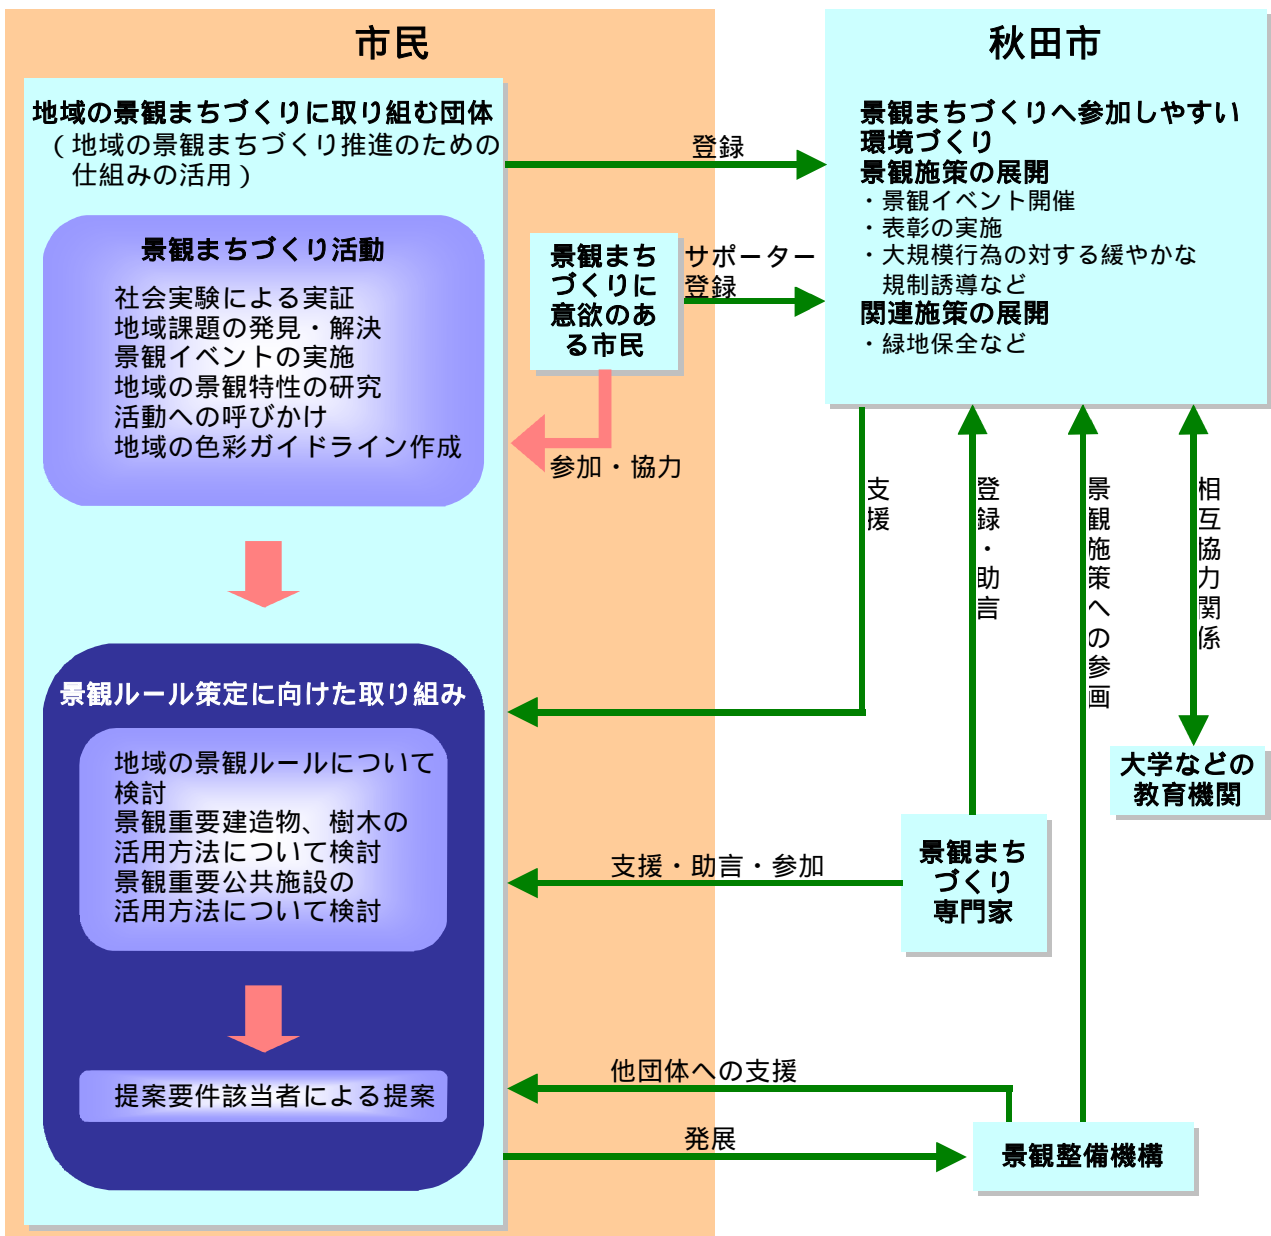 市民
地域の景観まちづくりに取り組む団体
（地域の景観まちづくり推進のための
仕組みの活用）
景観まちづくり活動
社会実験による実証
地域課題の発見・解決
景観イベントの実施
地域の景観特性の研究
活動への呼びかけ
地域の色彩ガイドライン作成
景観ルール策定に向けた取り組み
地域の景観ルールについて
検討
景観重要建造物、樹木の
活用方法について検討
景観重要公共施設の
活用方法について検討
提案要件該当者による提案
景観まち
づくりに
意欲のあ
る市民
参加・協力
登録
サポーター
登録
秋田市
景観まちづくりへ参加しやすい
環境づくり
景観施策の展開
・景観イベント開催
・表彰の実施
・大規模行為の対する緩やかな
規制誘導など
関連施策の展開
・緑地保全など
支援
登録・助言
景観施策への参画
相互協力関係
大学などの
教育機関
景観まち
づくり
専門家
支援・助言・参加
他団体への支援
発展
景観整備機構